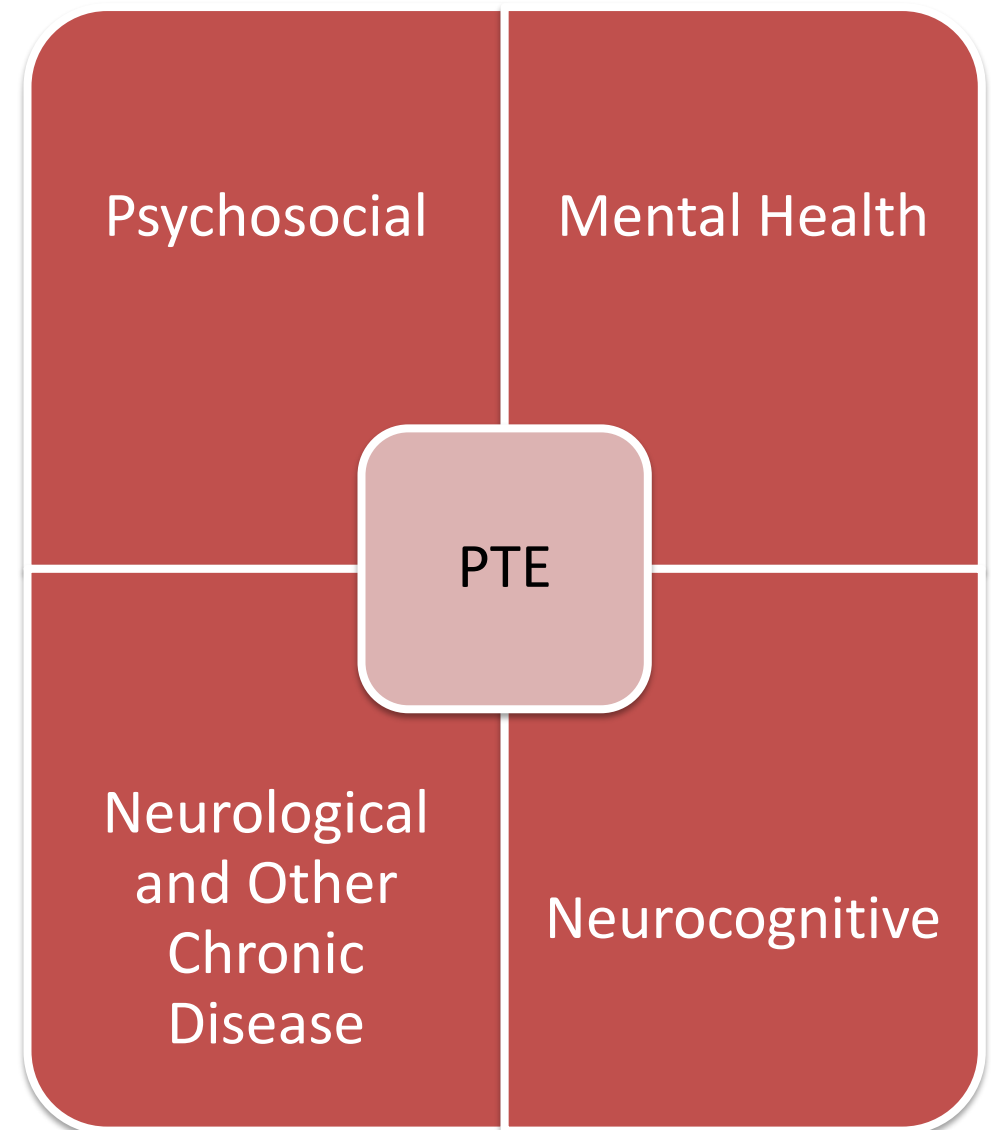 Psychosocial
Mental Health
PTE
Neurological
and Other
Chronic
Disease
Neurocognitive